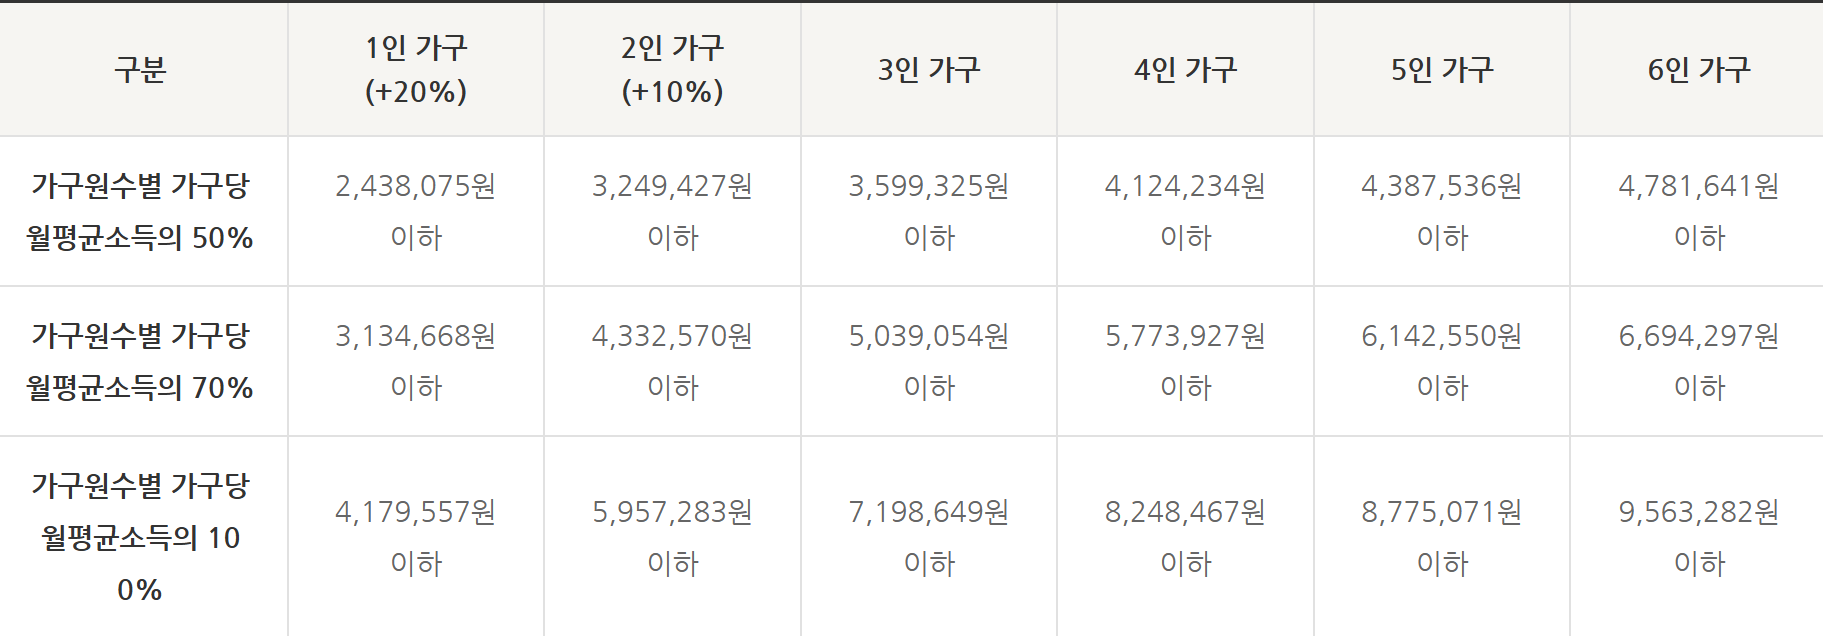 구분
1인 가구
(+20%)
2인 가구
(+10%)
3인 가구
4인 가구
5인 가구
6인 가구
가구원수별 가구당
월평균소득의 50%
2,438,075원
이하
3,249,427원
이하
3,599,325원
이하
4,124,234원
이하
4,387,536원
이하
4,781,641원
이하
가구원수별 가구당
월평균소득의 70%
3,134,668원
이하
4,332,570원
이하
5,039,054원
이하
5,773,927원
이하
6,142,550원
이하
6,694,297원
이하
가구원수별 가구당
월평균소득의 10
0%
4,179,557원
이하
5,957,283원
이하
7,198,649원
이하
8,248,467원
이하
8,775,071원
이하
9,563,282원
이하